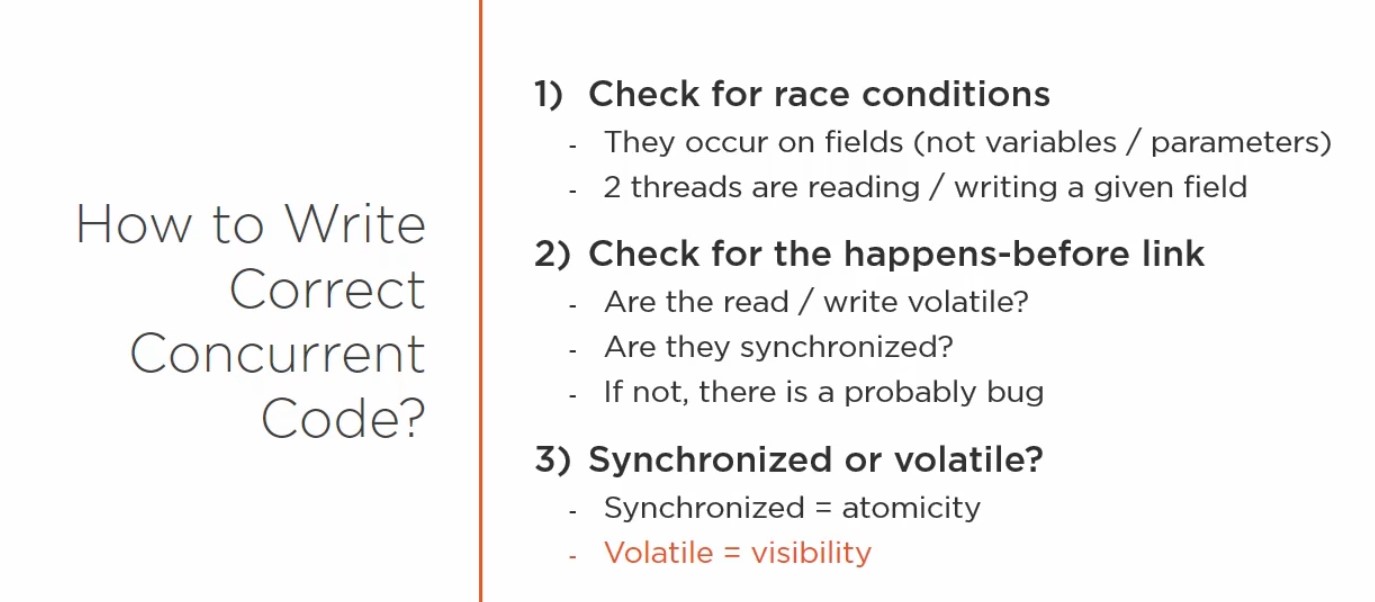 How to Write
Correct
Concurrent
Code?
1) Check for race conditions
- They occur on fields (not variables / parameters)
- 2 threads are reading / writing a given field
2) Check for the happens-before link
- Are the read / write volatile?
- Are they synchronized?
- If not, there is a probably bug
3) Synchronized or volatile?
- Synchronized = atomicity
- Volatile = visibility